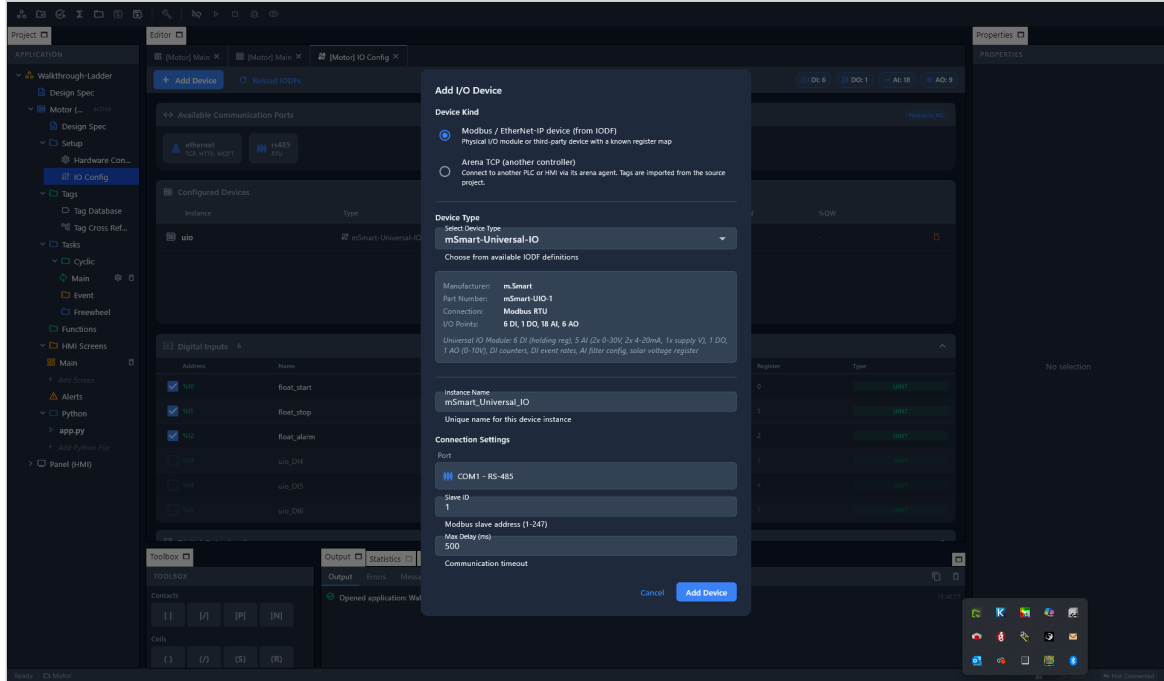 Project
Editor
Properties
APPLICATION
[Motor] Main ×
[Motor] Main ×
[Motor] IO Config ×
PROPERTIES
Walkthrough-Ladder
+ Add Device
Reload IODFs
DI: 6
DO: 1
AI: 18
AO: 9
Design Spec
Motor (... active
Available Communication Ports
Design Spec
Setup
ethernet
TCP, HTTP, MQTT
rs485
RTU
Hardware Con...
IO Config
Tags
Configured Devices
Tag Database
Instance
Type
%QW
Tag Cross Ref...
Tasks
uio
mSmart-Universal-IO
Cyclic
Main
Event
Freewheel
Functions
HMI Screens
Digital Inputs 6
Main
Address
Name
Register
Type
+ Add Screen
%I0
float_start
0
UINT
Alerts
Python
%I1
float_stop
1
UINT
app.py
+ Add Python File
%I2
float_alarm
2
UINT
Panel (HMI)
uio_DI4
UINT
uio_DI5
4
UINT
uio_DI6
UINT
No selection
Add I/O Device
Device Kind
Modbus / EtherNet-IP device (from IODF)
Physical I/O module or third-party device with a known register map
Arena TCP (another controller)
Connect to another PLC or HMI via its arena agent. Tags are imported from the source
project.
Device Type
Select Device Type
mSmart-Universal-IO
Choose from available IODF definitions
Manufacturer: m.Smart
Part Number: mSmart-UIO-1
Connection: Modbus RTU
I/O Points: 6 DI, 1 DO, 18 AI, 6 AO
Universal IO Module: 6 DI (holding reg), 5 AI (2x 0-30V, 2x 4-20mA, 1x supply V), 1 DO,
1 AO (0-10V), DI counters, DI event rates, AI filter config, solar voltage register
Instance Name
mSmart_Universal_IO
Unique name for this device instance
Connection Settings
Port
COM1 - RS-485
Slave ID
1
Modbus slave address (1-247)
Max Delay (ms)
500
Communication timeout
Cancel
Add Device
Toolbox
Output
Statistics
TOOLBOX
Output
Errors
Contacts
Opened application: Wal
| |
|/|
|P|
|N|
Coils
( )
(/)
(S)
(R)
Ready
Motor
Not Connected